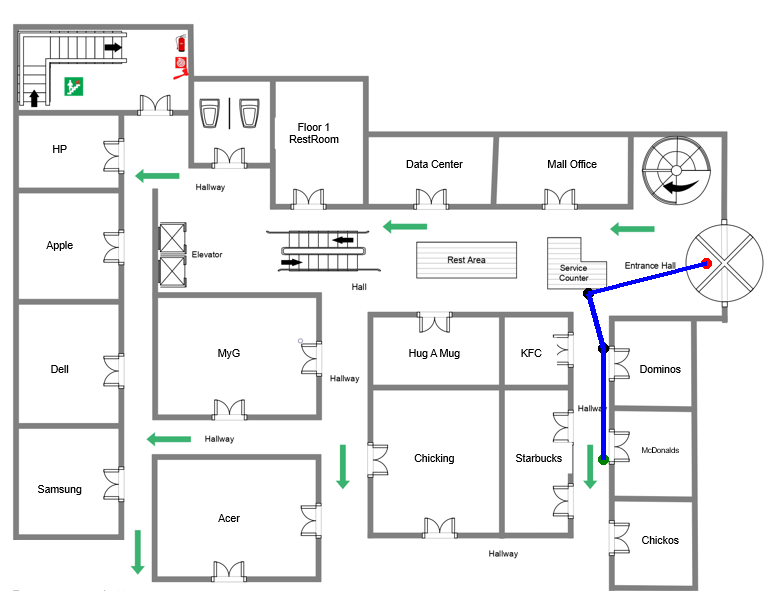 HP
Floor 1
RestRoom
Data Center
Mall Office
Hallway
Apple
Elevator
Rest Area
Service
Counter
Entrance Hall
Hall
Dell
MyG
Hallway
Hug A Mug
KFC
Dominos
Hallway
Hallway
Samsung
Acer
Chicking
Starbucks
McDonalds
Chickos
Hallway